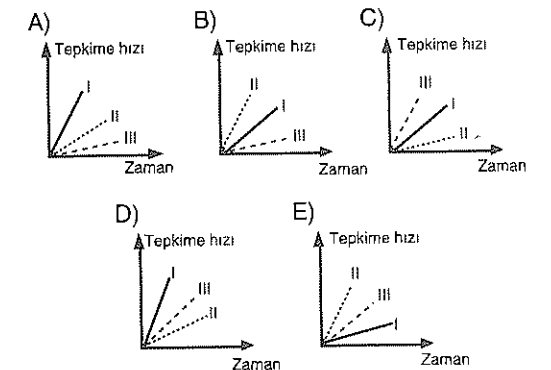 A)
Tepkime hızı
I
II
III
Zaman
B)
Tepkime hızı
II
I
III
Zaman
C)
Tepkime hızı
III
I
II
Zaman
D)
Tepkime hızı
I
III
II
Zaman
E)
Tepkime hızı
II
III
I
Zaman